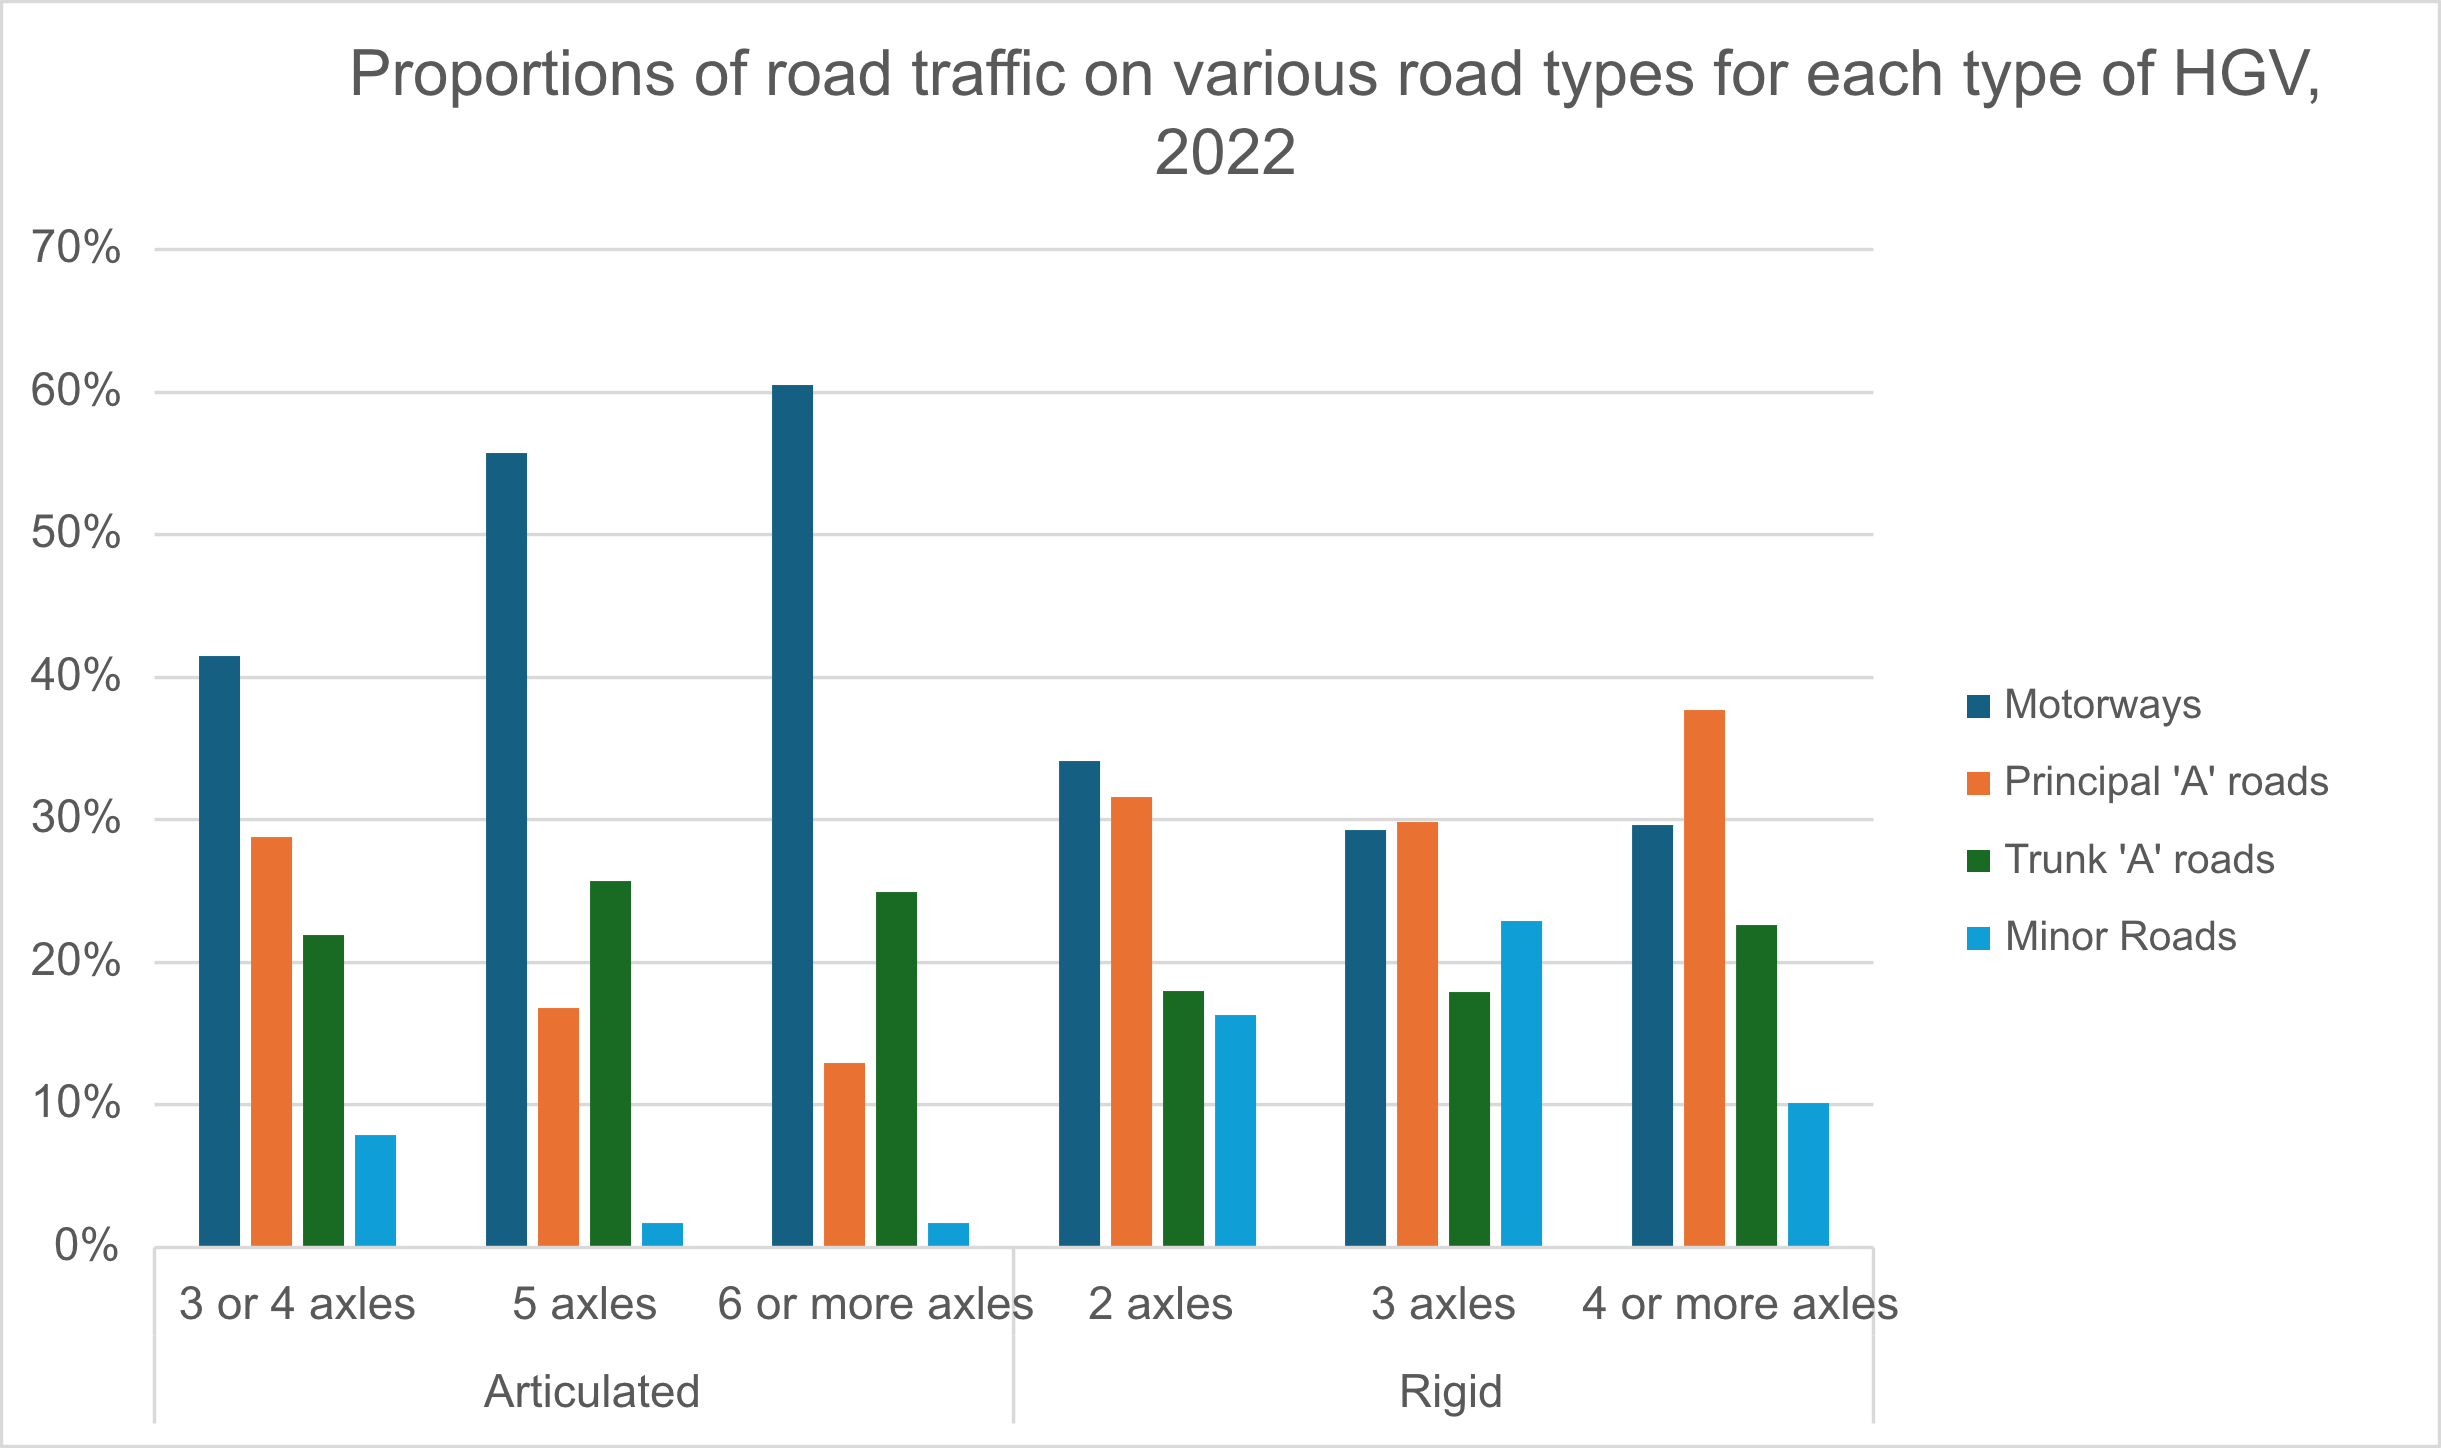 Proportions of road traffic on various road types for each type of HGV,
2022
70%
60%
50%
40%
30%
20%
10%
0%
3 or 4 axles
5 axles
6 or more axles
2 axles
3 axles
4 or more axles
Articulated
Rigid
Motorways
Principal 'A' roads
Trunk 'A' roads
Minor Roads